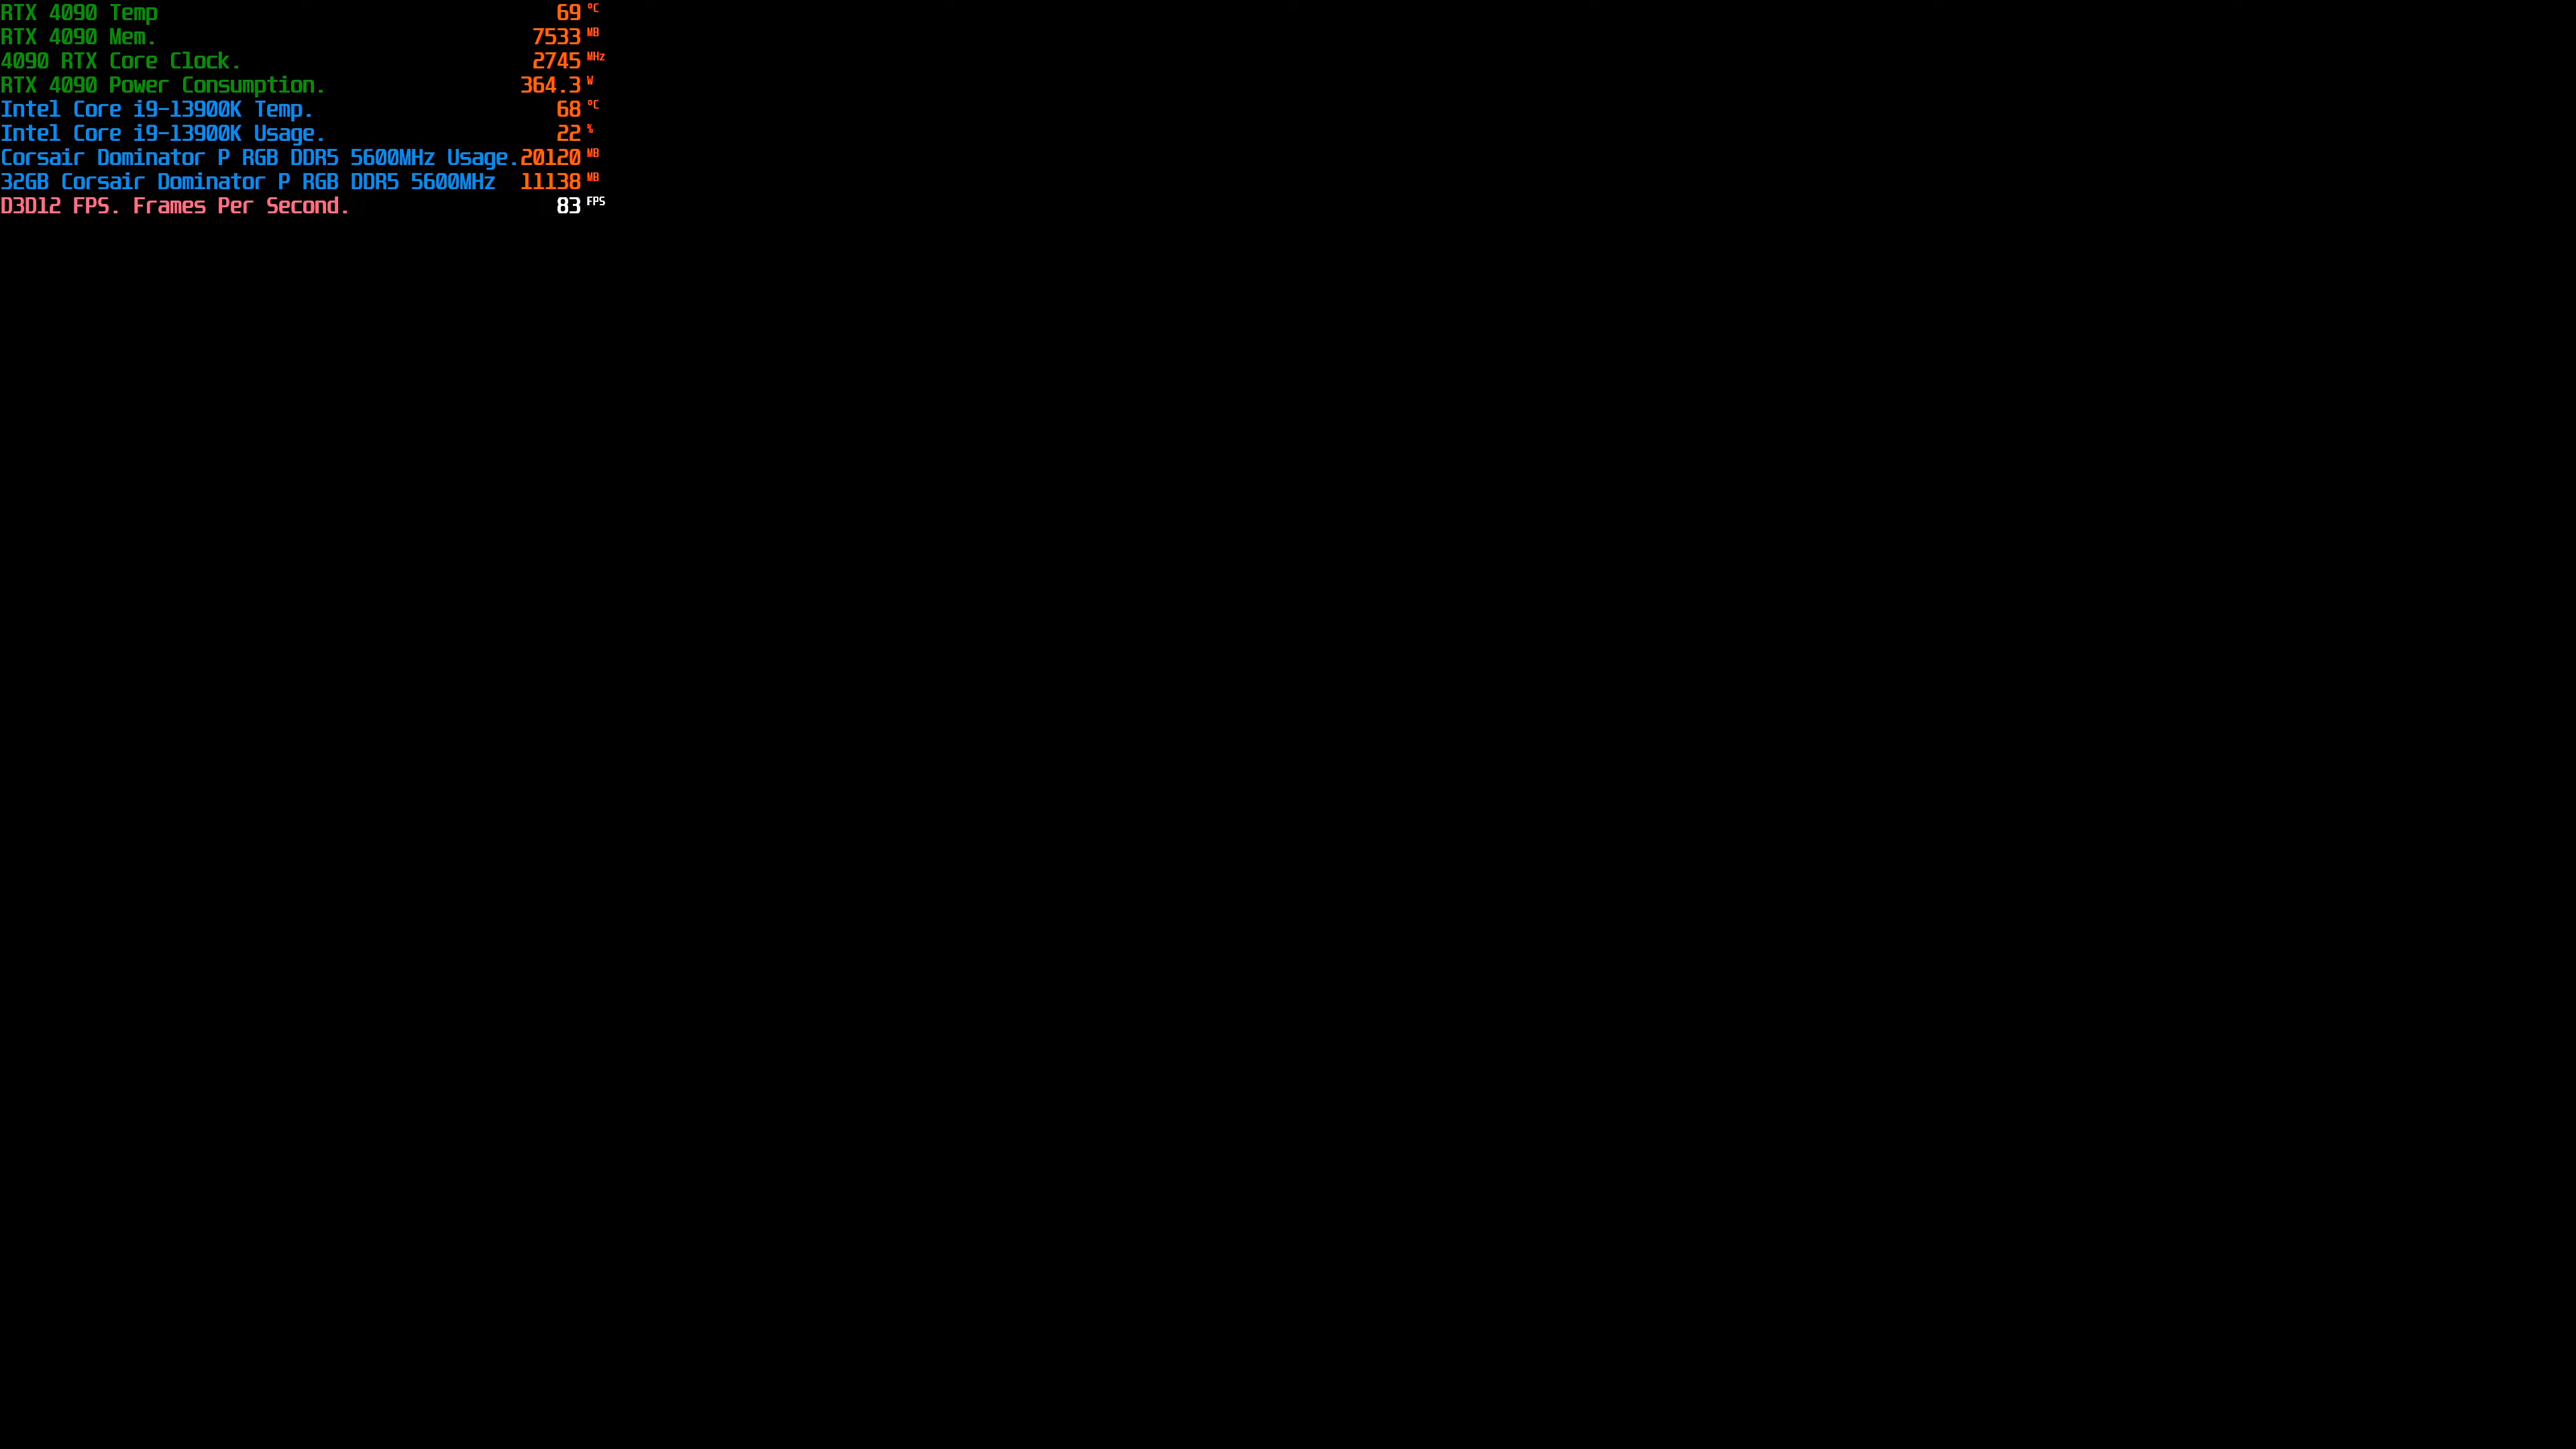 RTX 4090 Temp 69 °C
RTX 4090 Mem. 7533 MB
4090 RTX Core Clock. 2745 MHz
RTX 4090 Power Consumption. 364.3 W
Intel Core i9-13900K Temp. 68 °C
Intel Core i9-13900K Usage. 22 %
Corsair Dominator P RGB DDR5 5600MHz Usage. 20120 MB
32GB Corsair Dominator P RGB DDR5 5600MHz 11138 MB
D3D12 FPS. Frames Per Second. 83 FPS